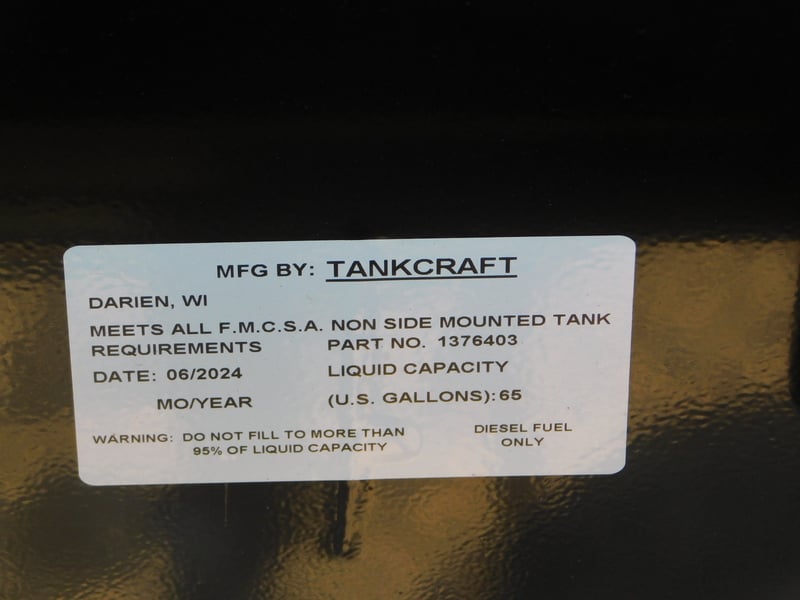 MFG BY: TANKCRAFT
DARIEN, WI
MEETS ALL F.M.C.S.A. NON SIDE MOUNTED TANK
REQUIREMENTS PART NO. 1376403
DATE: 06/2024 LIQUID CAPACITY
MO/YEAR (U.S. GALLONS): 65
WARNING: DO NOT FILL TO MORE THAN
95% OF LIQUID CAPACITY
DIESEL FUEL
ONLY